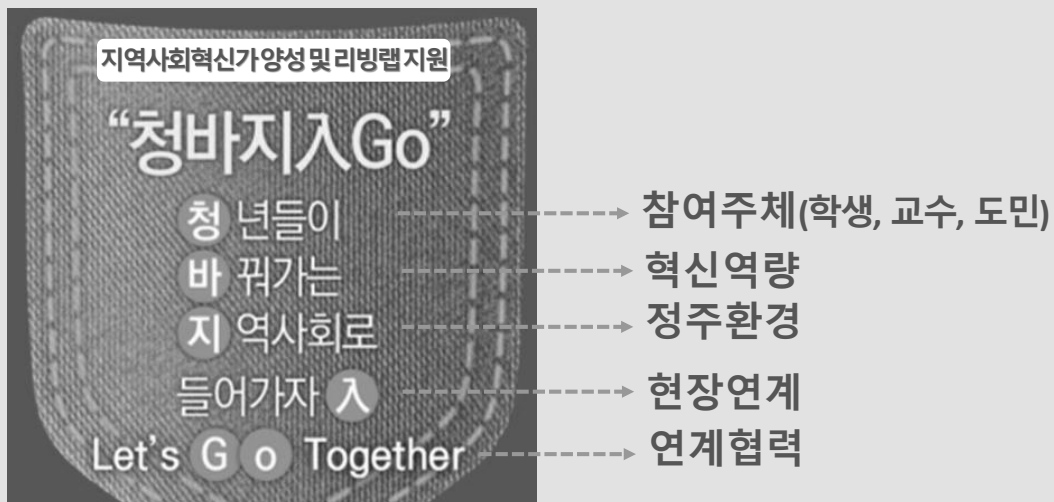 지역사회혁신가 양성 및 리빙랩 지원
“청바지入Go”
청년들이
바꿔가는
지역사회로
들어가자 入
Let's Go Together
참여주체(학생, 교수, 도민)
혁신역량
정주환경
현장연계
연계협력